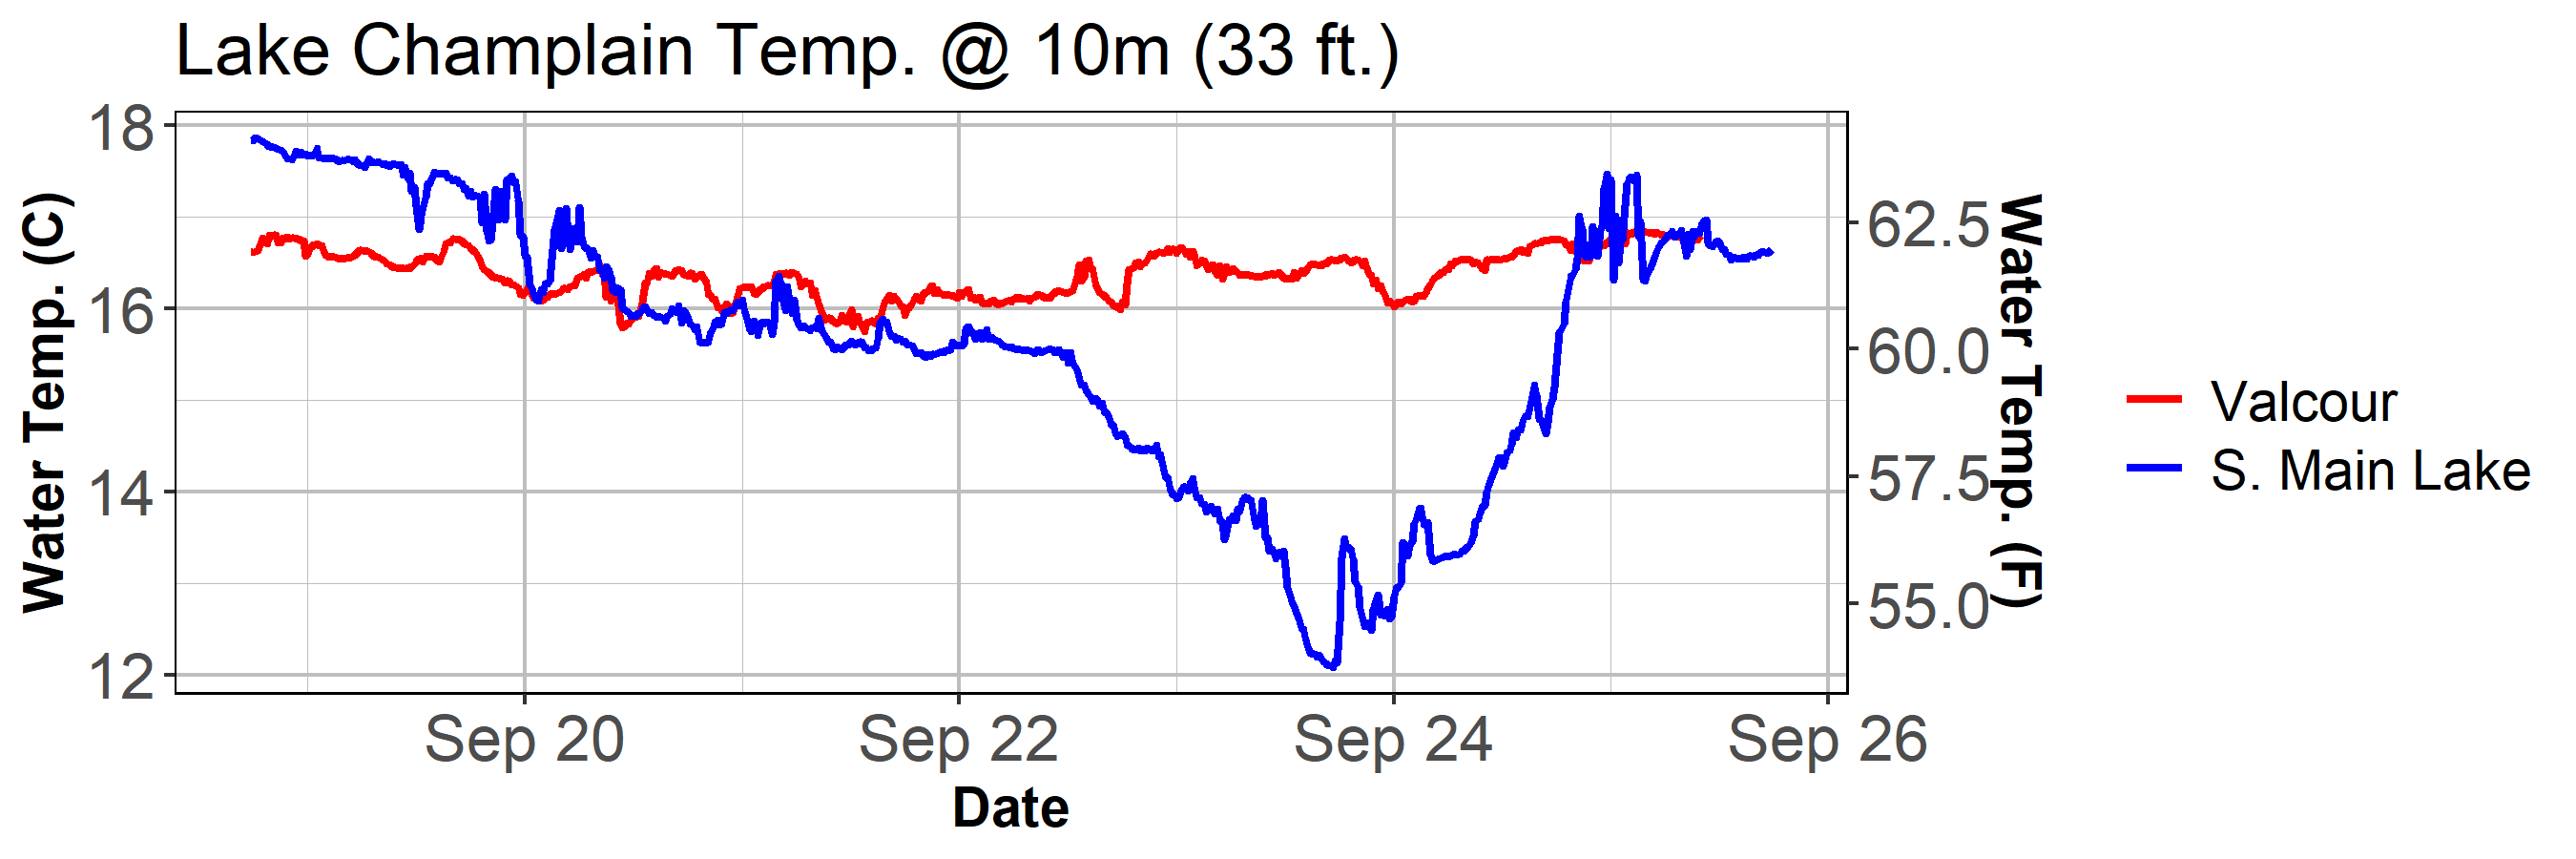 Lake Champlain Temp. @ 10m (33 ft.)
Water Temp. (C)
18
16
14
12
62.5
60.0
57.5
55.0
Water Temp. (F)
Sep 20
Sep 22
Sep 24
Sep 26
Date
Valcour
S. Main Lake